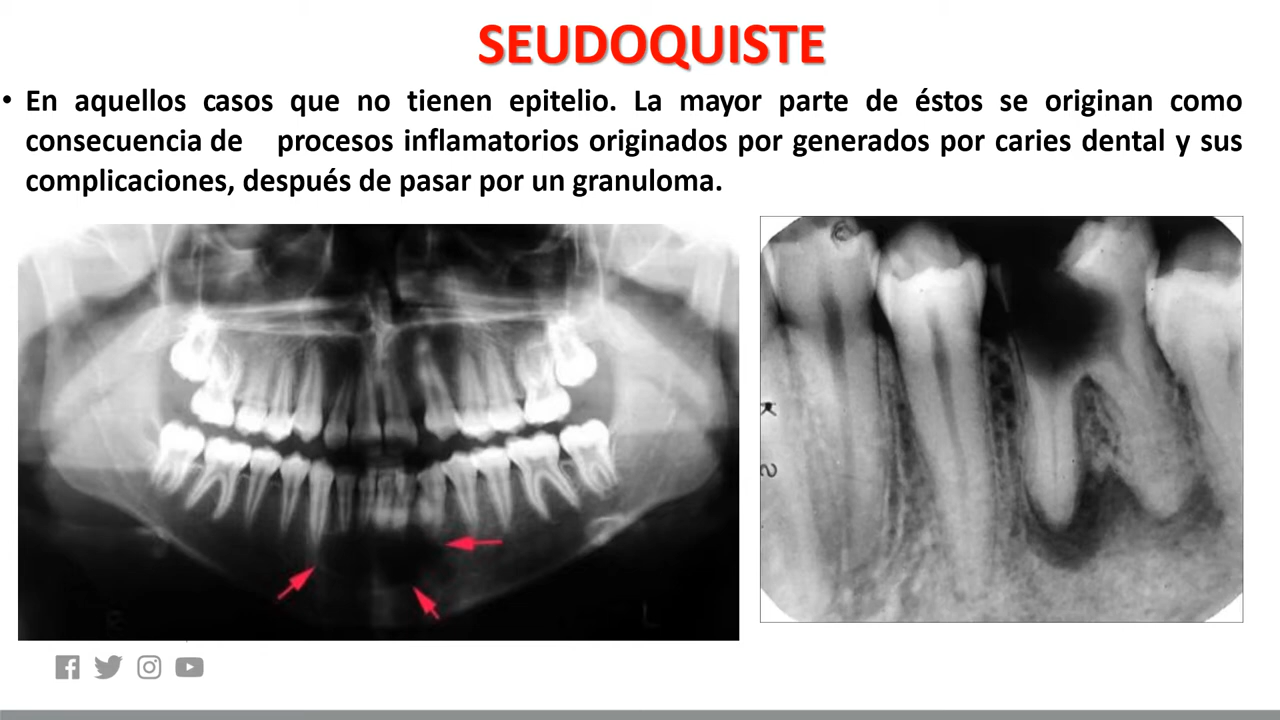 SEUDOQUISTE
• En aquellos casos que no tienen epitelio. La mayor parte de éstos se originan como
consecuencia de procesos inflamatorios originados por generados por caries dental y sus
complicaciones, después de pasar por un granuloma.
L